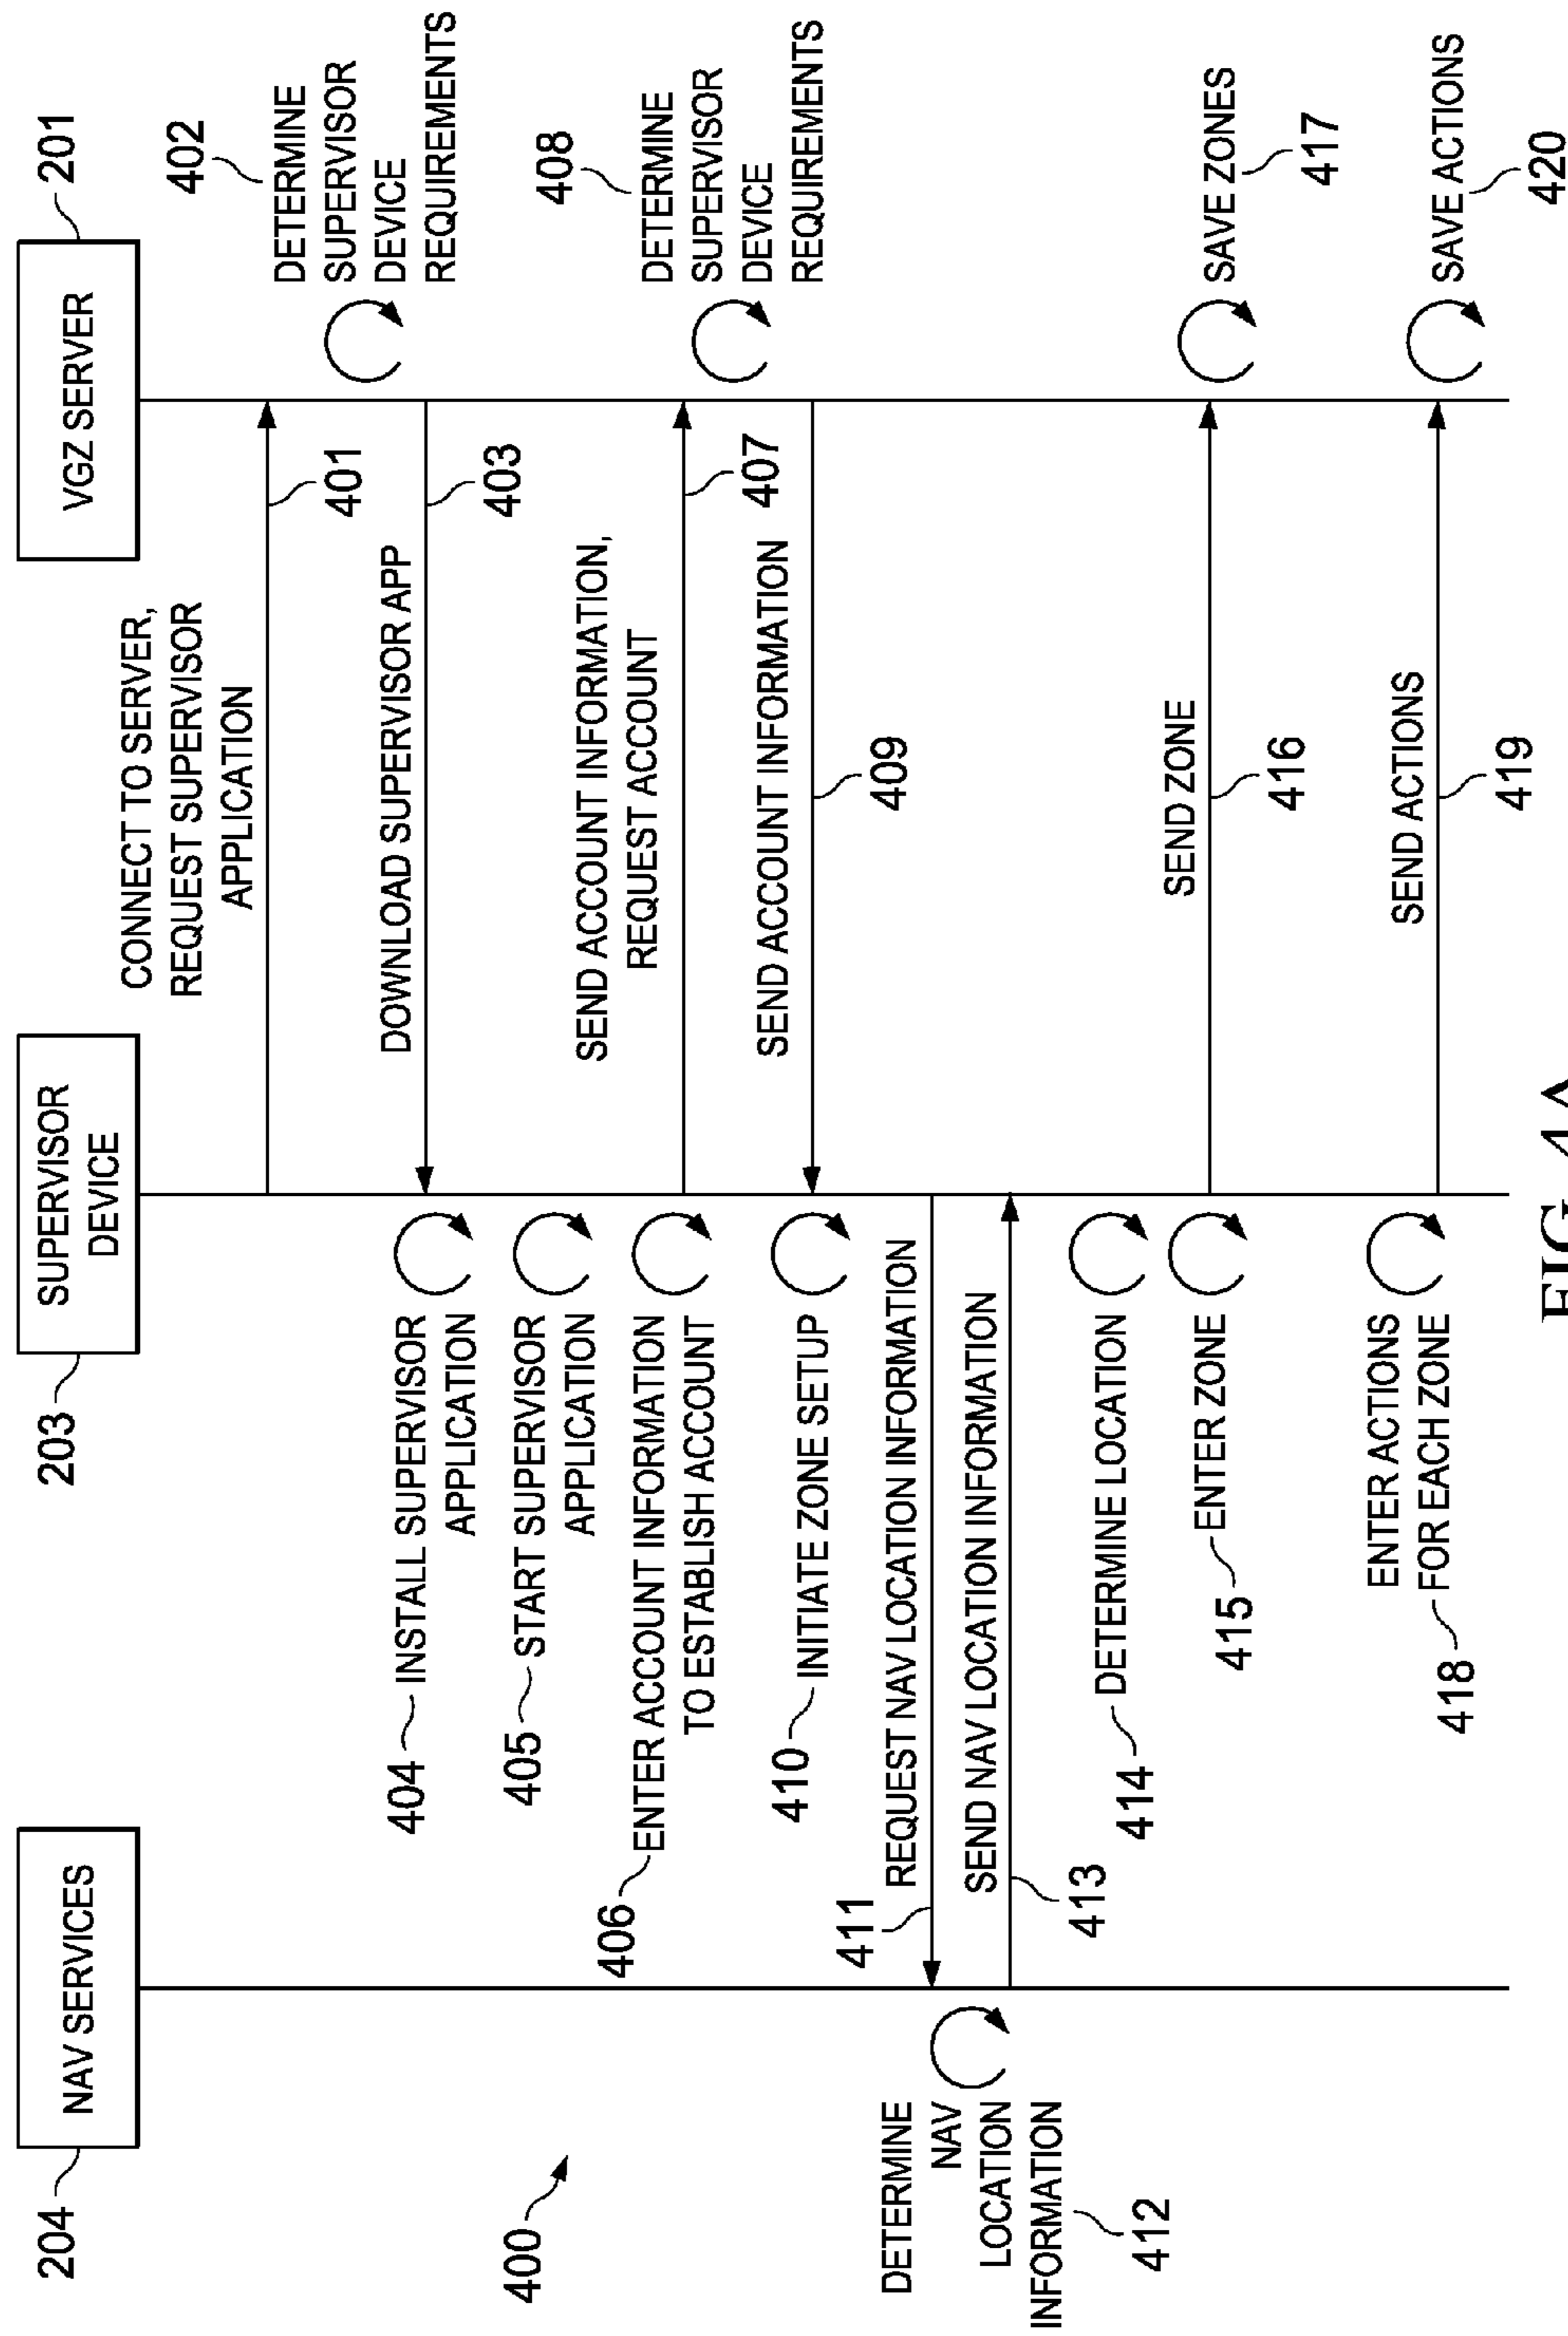 204
NAV SERVICES
203
SUPERVISOR
DEVICE
VGZ SERVER
201
400
CONNECT TO SERVER,
REQUEST SUPERVISOR
APPLICATION
401
402
DETERMINE
SUPERVISOR
DEVICE
REQUIREMENTS
DOWNLOAD SUPERVISOR APP
403
404
INSTALL SUPERVISOR
APPLICATION
405
START SUPERVISOR
APPLICATION
406
ENTER ACCOUNT INFORMATION
TO ESTABLISH ACCOUNT
SEND ACCOUNT INFORMATION,
REQUEST ACCOUNT
407
408
DETERMINE
SUPERVISOR
DEVICE
REQUIREMENTS
SEND ACCOUNT INFORMATION
409
410
INITIATE ZONE SETUP
411
REQUEST NAV LOCATION INFORMATION
DETERMINE
NAV
LOCATION
INFORMATION
412
SEND NAV LOCATION INFORMATION
413
414
DETERMINE LOCATION
415
ENTER ZONE
SEND ZONE
416
SAVE ZONES
417
418
ENTER ACTIONS
FOR EACH ZONE
SEND ACTIONS
419
SAVE ACTIONS
420
FIG. 4A